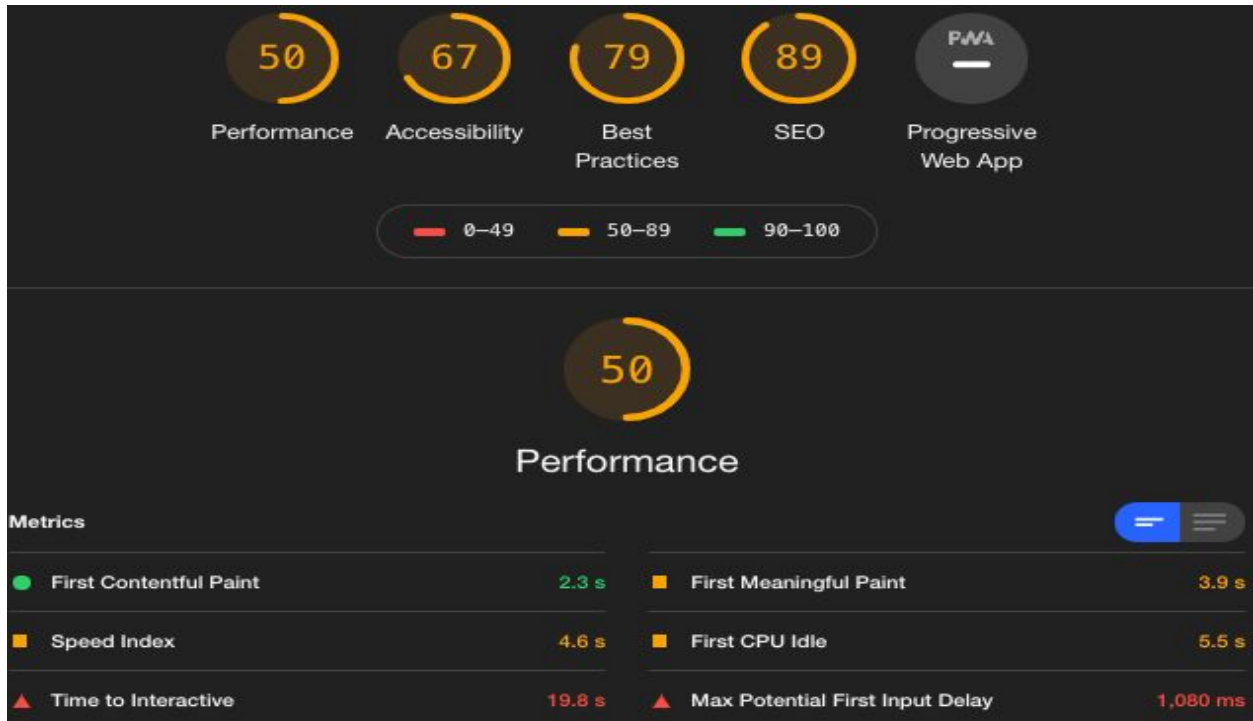 50 67 79 89 PWA
Performance Accessibility Best SEO Progressive
Practices Web App
0–49 50–89 90–100
50
Performance
Metrics
First Contentful Paint 2.3 s First Meaningful Paint 3.9 s
Speed Index 4.6 s First CPU Idle 5.5 s
Time to Interactive 19.8 s Max Potential First Input Delay 1,080 ms